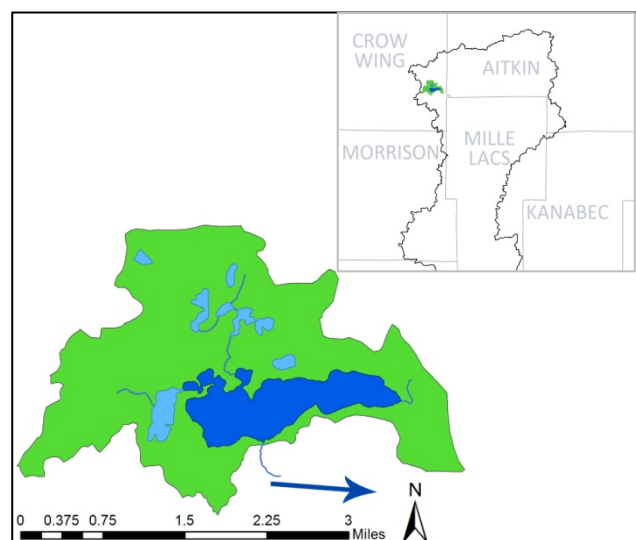 CROW
WING
AITKIN
MORRISON
MILLE
LACS
KANABEC
N
0 0.375 0.75 1.5 2.25 3
Miles